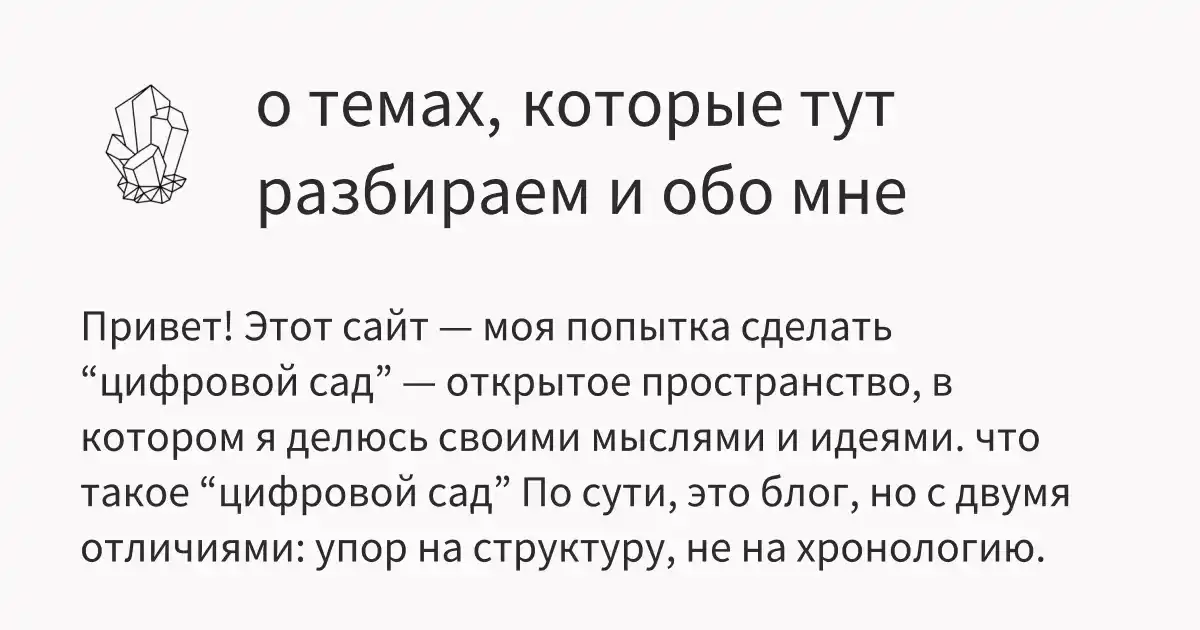 о темах, которые тут
разбираем и обо мне
Привет! Этот сайт — моя попытка сделать
“цифровой сад” — открытое пространство, в
котором я делюсь своими мыслями и идеями. что
такое “цифровой сад” По сути, это блог, но с двумя
отличиями: упор на структуру, не на хронологию.